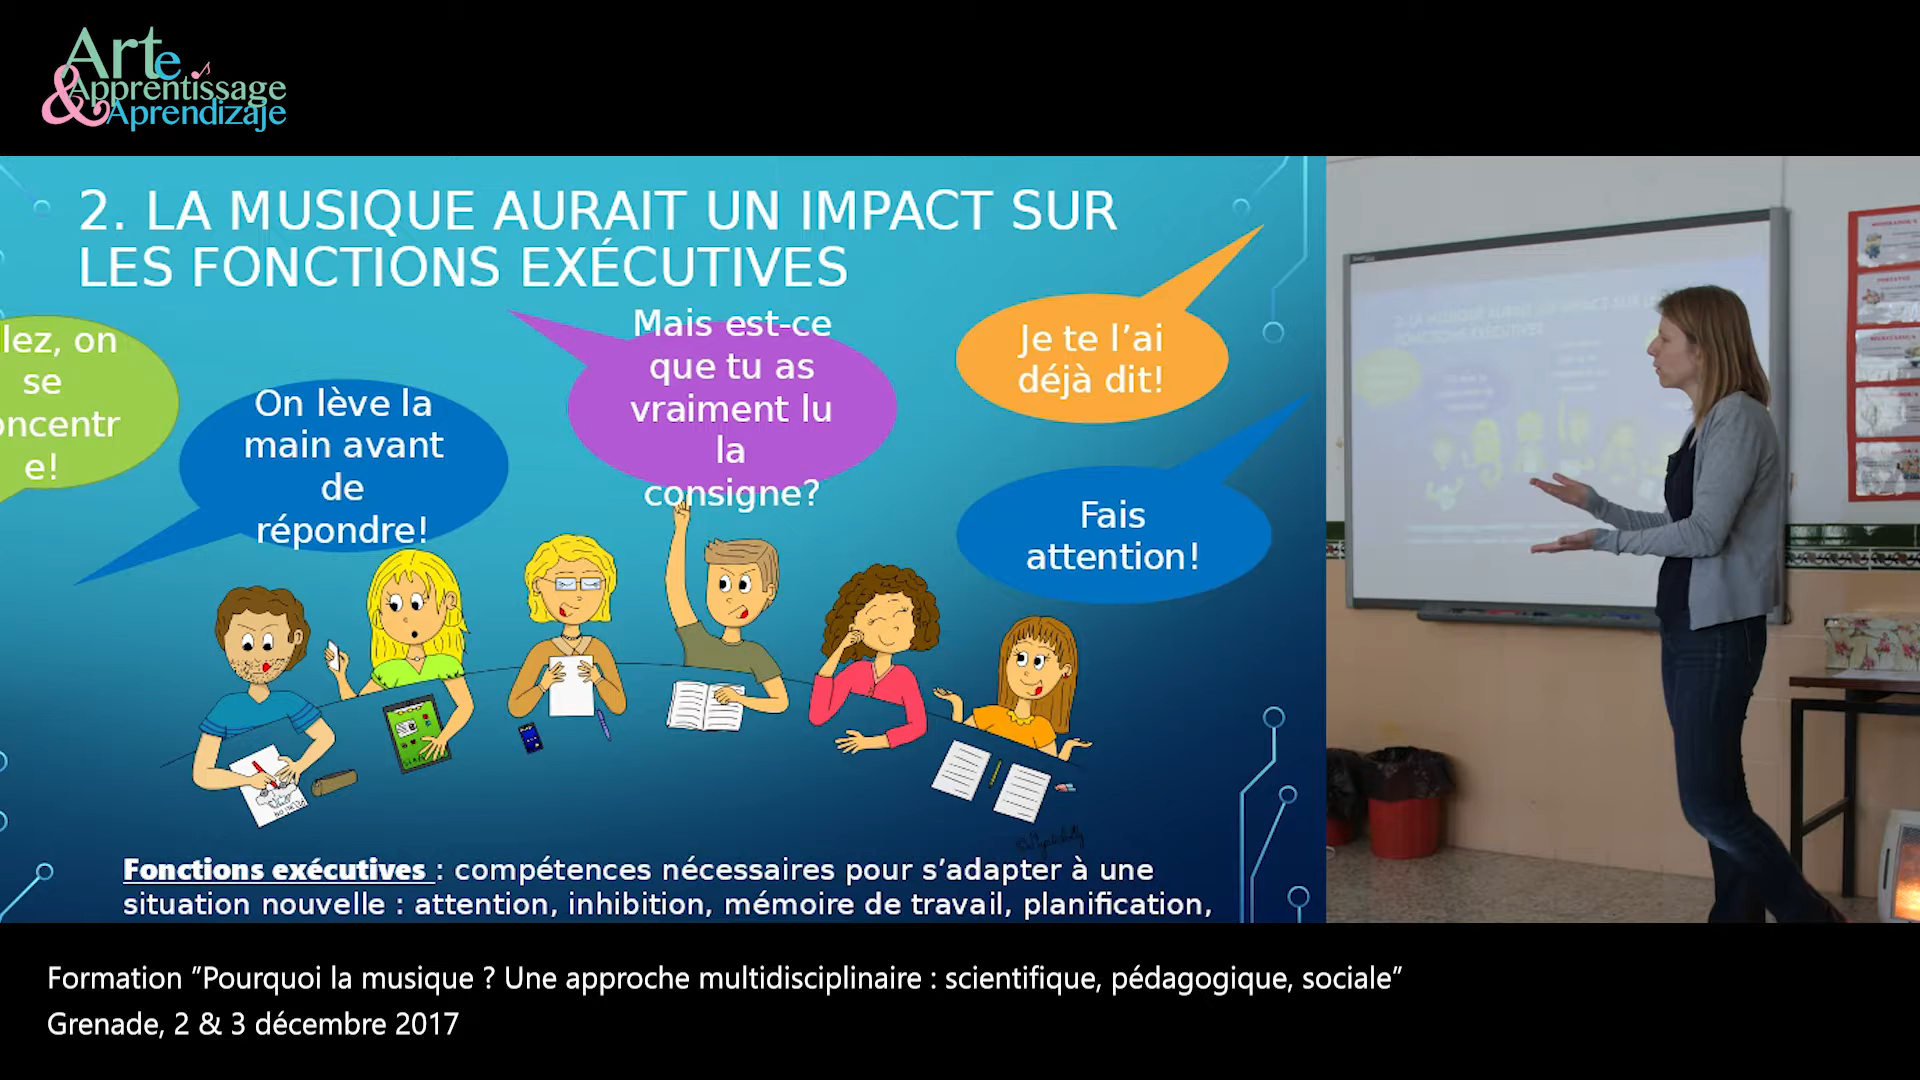 Arte
& Apprentissage
Aprendizaje
2. LA MUSIQUE AURAIT UN IMPACT SUR
LES FONCTIONS EXÉCUTIVES
lez, on
se
oncentr
e!
On lève la
main avant
de
répondre!
Mais est-ce
que tu as
vraiment lu
la
consigne?
Je te l’ai
déjà dit!
Fais
attention!
Fonctions exécutives : compétences nécessaires pour s’adapter à une
situation nouvelle : attention, inhibition, mémoire de travail, planification,
Formation ”Pourquoi la musique ? Une approche multidisciplinaire : scientifique, pédagogique, sociale”
Grenade, 2 & 3 décembre 2017